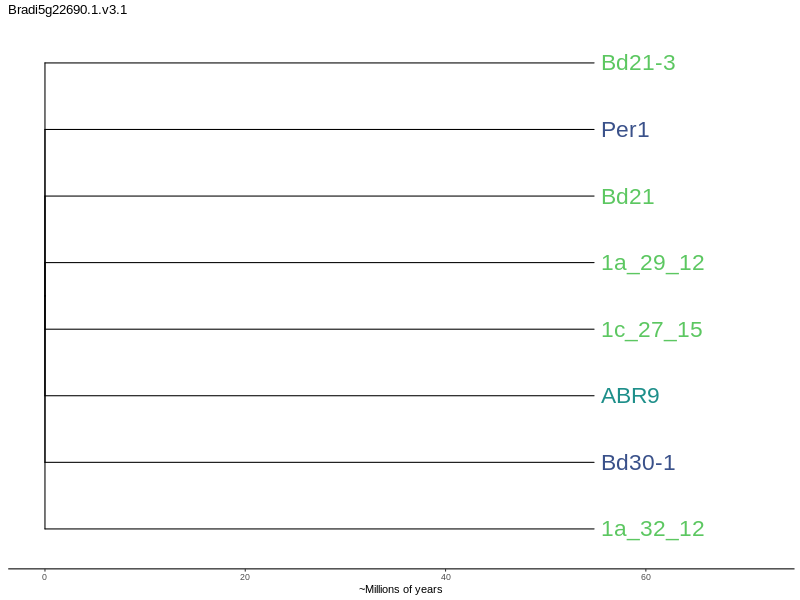 Bradi5g22690.1.v3.1
Bd21-3
Per1
Bd21
1a_29_12
1c_27_15
ABR9
Bd30-1
1a_32_12
0 20 40 60
~Millions of years